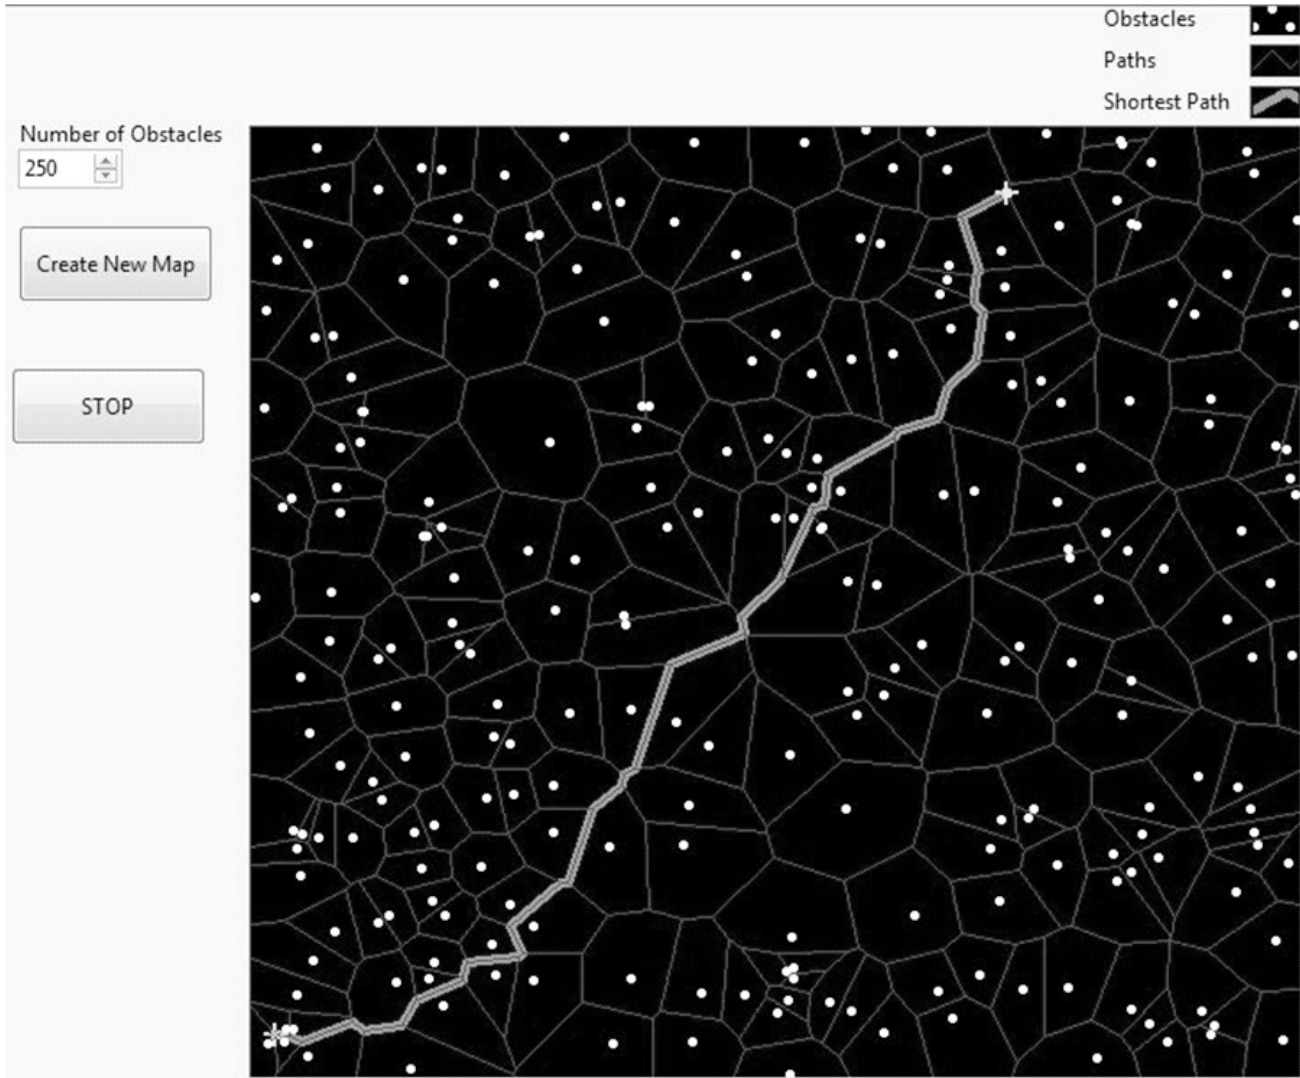 Obstacles
Paths
Shortest Path
Number of Obstacles
250
Create New Map
STOP